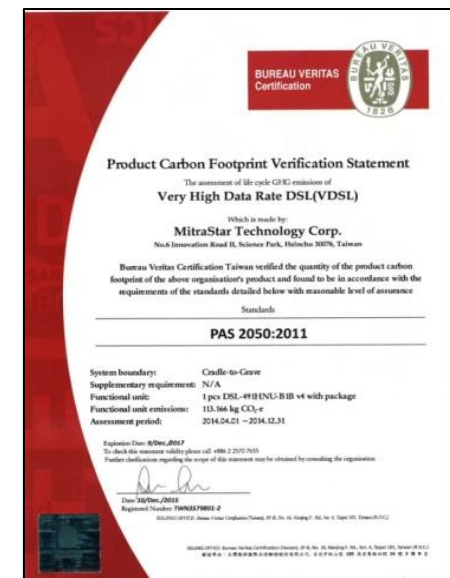 BUREAU VERITAS
Certification
BUREAU VERITAS
1828
Product Carbon Footprint Verification Statement
The assessment of life cycle GHG emissions of
Very High Data Rate DSL(VDSL)
Which is made by:
MitraStar Technology Corp.
No.6 Innovation Road II, Science Park, Hsinchu 30076, Taiwan
Bureau Veritas Certification Taiwan verified the quantity of the product carbon
footprint of the above organisation's product and found to be in accordance with the
requirements of the standards detailed below with reasonable level of assurance
Standards
PAS 2050:2011
System boundary: Cradle-to-Grave
Supplementary requirement: N/A
Functional unit: 1 pcs DSL-491HNU-B1B v4 with package
Functional unit emissions: 113.166 kg CO₂-e
Assessment period: 2014.04.01 ~2014.12.31
Expiration Date: 9/Dec./2017
To check this statement validity please call +886 2 2570 7655
Further clarifications regarding the scope of this statement may be obtained by consulting the organisation
Date: 10/Dec./2015
Registered Number: TWN3579801-2